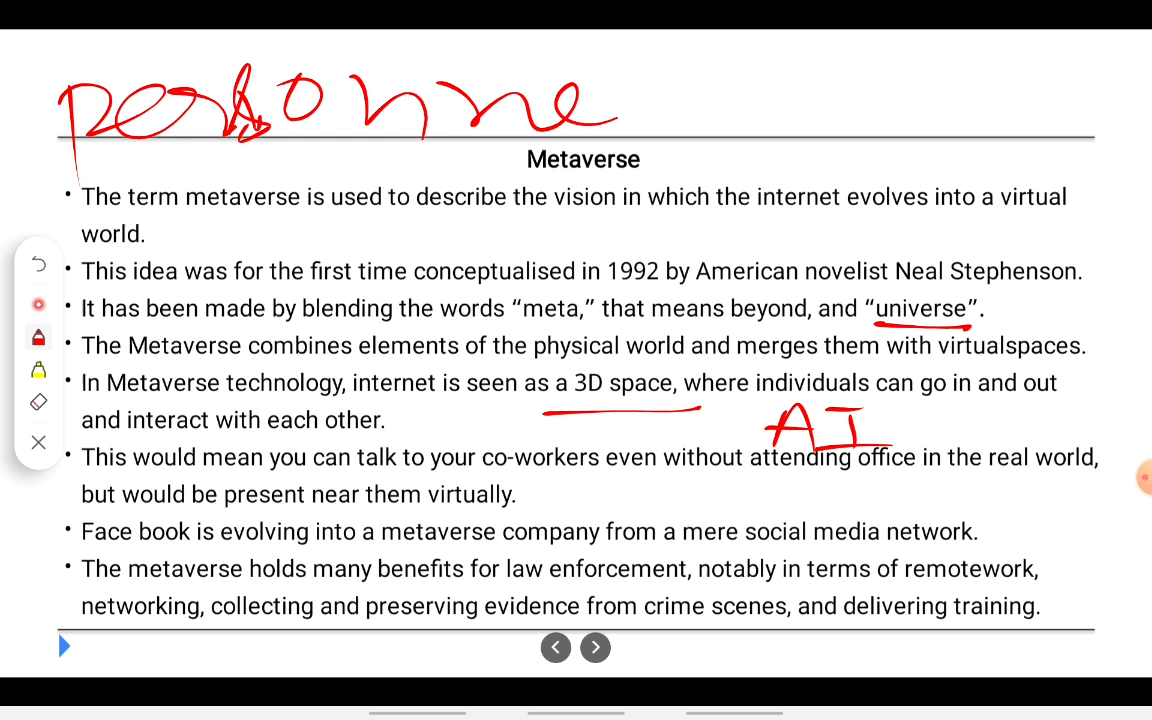 personne
Metaverse
• The term metaverse is used to describe the vision in which the internet evolves into a virtual
world.
• This idea was for the first time conceptualised in 1992 by American novelist Neal Stephenson.
• It has been made by blending the words “meta,” that means beyond, and “universe”.
• The Metaverse combines elements of the physical world and merges them with virtualspaces.
• In Metaverse technology, internet is seen as a 3D space, where individuals can go in and out
and interact with each other.
AI
• This would mean you can talk to your co-workers even without attending office in the real world,
but would be present near them virtually.
• Face book is evolving into a metaverse company from a mere social media network.
• The metaverse holds many benefits for law enforcement, notably in terms of remotework,
networking, collecting and preserving evidence from crime scenes, and delivering training.